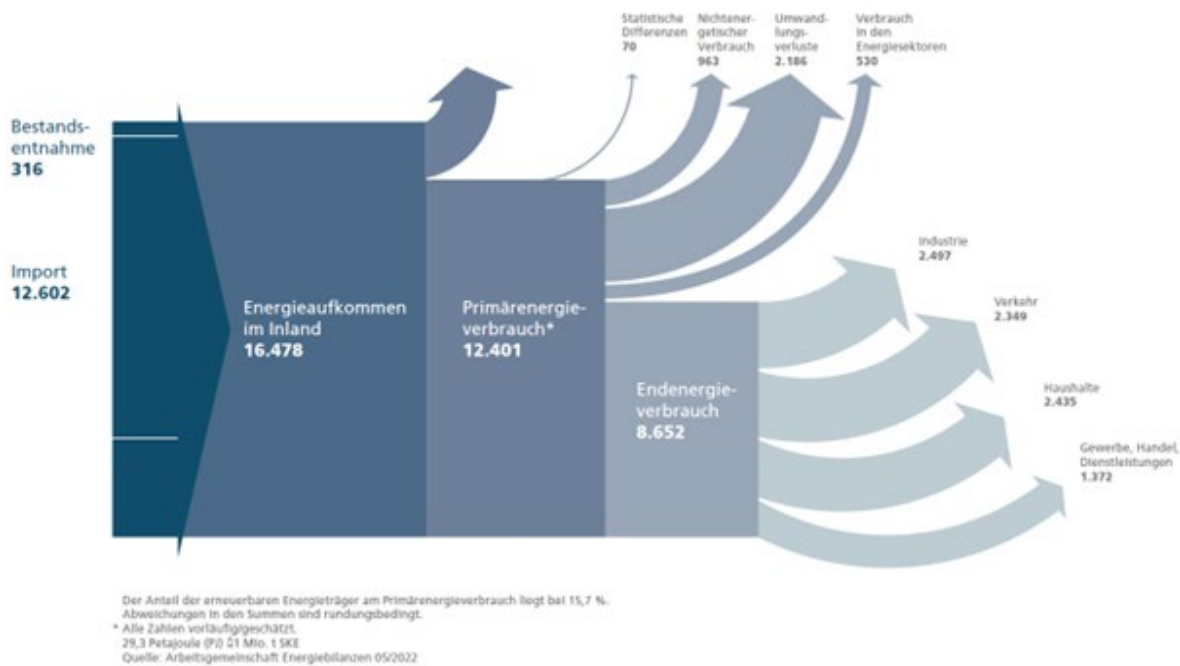 Statistische
Differenzen
70
Nichtener-
getischer
Verbrauch
963
Umwand-
lungs-
verluste
2.186
Verbrauch
in den
Energiesektoren
530
Bestands-
entnahme
316
Import
12.602
Energieaufkommen
im Inland
16.478
Primärenergie-
verbrauch*
12.401
Endenergie-
verbrauch
8.652
Industrie
2.497
Verkehr
2.349
Haushalte
2.435
Gewerbe, Handel,
Dienstleistungen
1.372
Der Anteil der erneuerbaren Energieträger am Primärenergieverbrauch liegt bei 15,7 %.
Abweichungen in den Summen sind rundungsbedingt.
* Alle Zahlen vorläufig/geschätzt.
29,3 Petajoule (PJ) ≙ 1 Mio. t SKE
Quelle: Arbeitsgemeinschaft Energiebilanzen 05/2022